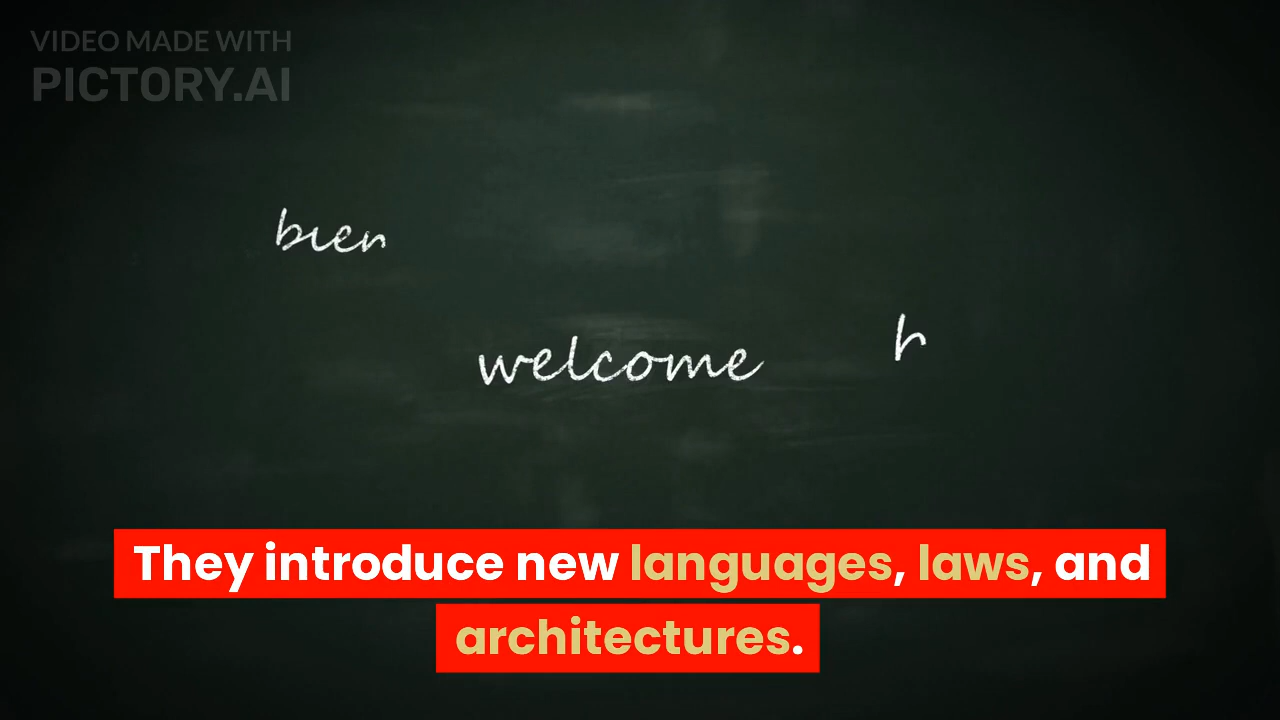 VIDEO MADE WITH
PICTORY.AI
bien
welcome
h
They introduce new languages, laws, and
architectures.